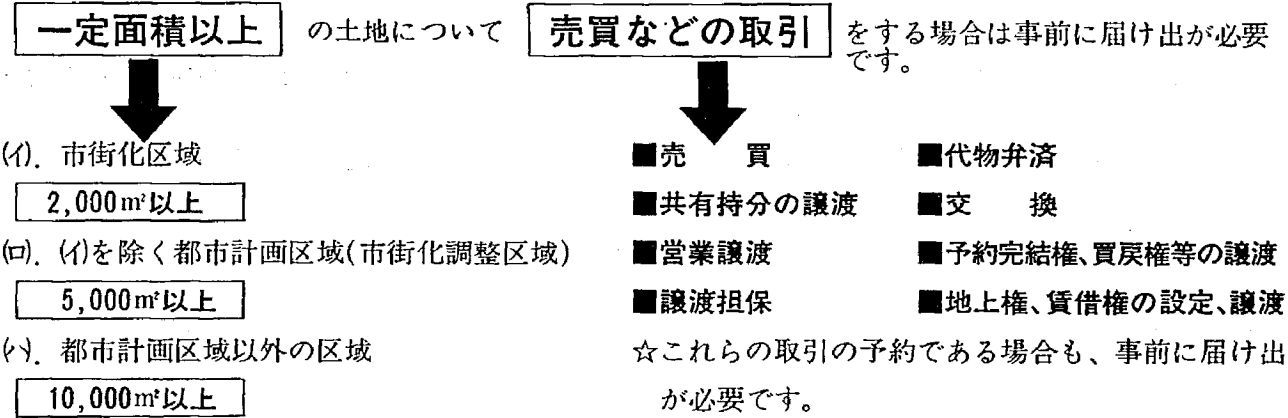 一定面積以上 の土地について 売買などの取引 をする場合は事前に届け出が必要
です。
(イ). 市街化区域
2,000㎡以上
(ロ). (イ)を除く都市計画区域(市街化調整区域)
5,000㎡以上
(ハ). 都市計画区域以外の区域
10,000㎡以上
■売　　買　■代物弁済
■共有持分の譲渡　■交　　換
■営業譲渡　■予約完結権、買戻権等の譲渡
■譲渡担保　■地上権、賃借権の設定、譲渡
☆これらの取引の予約である場合も、事前に届け出
が必要です。